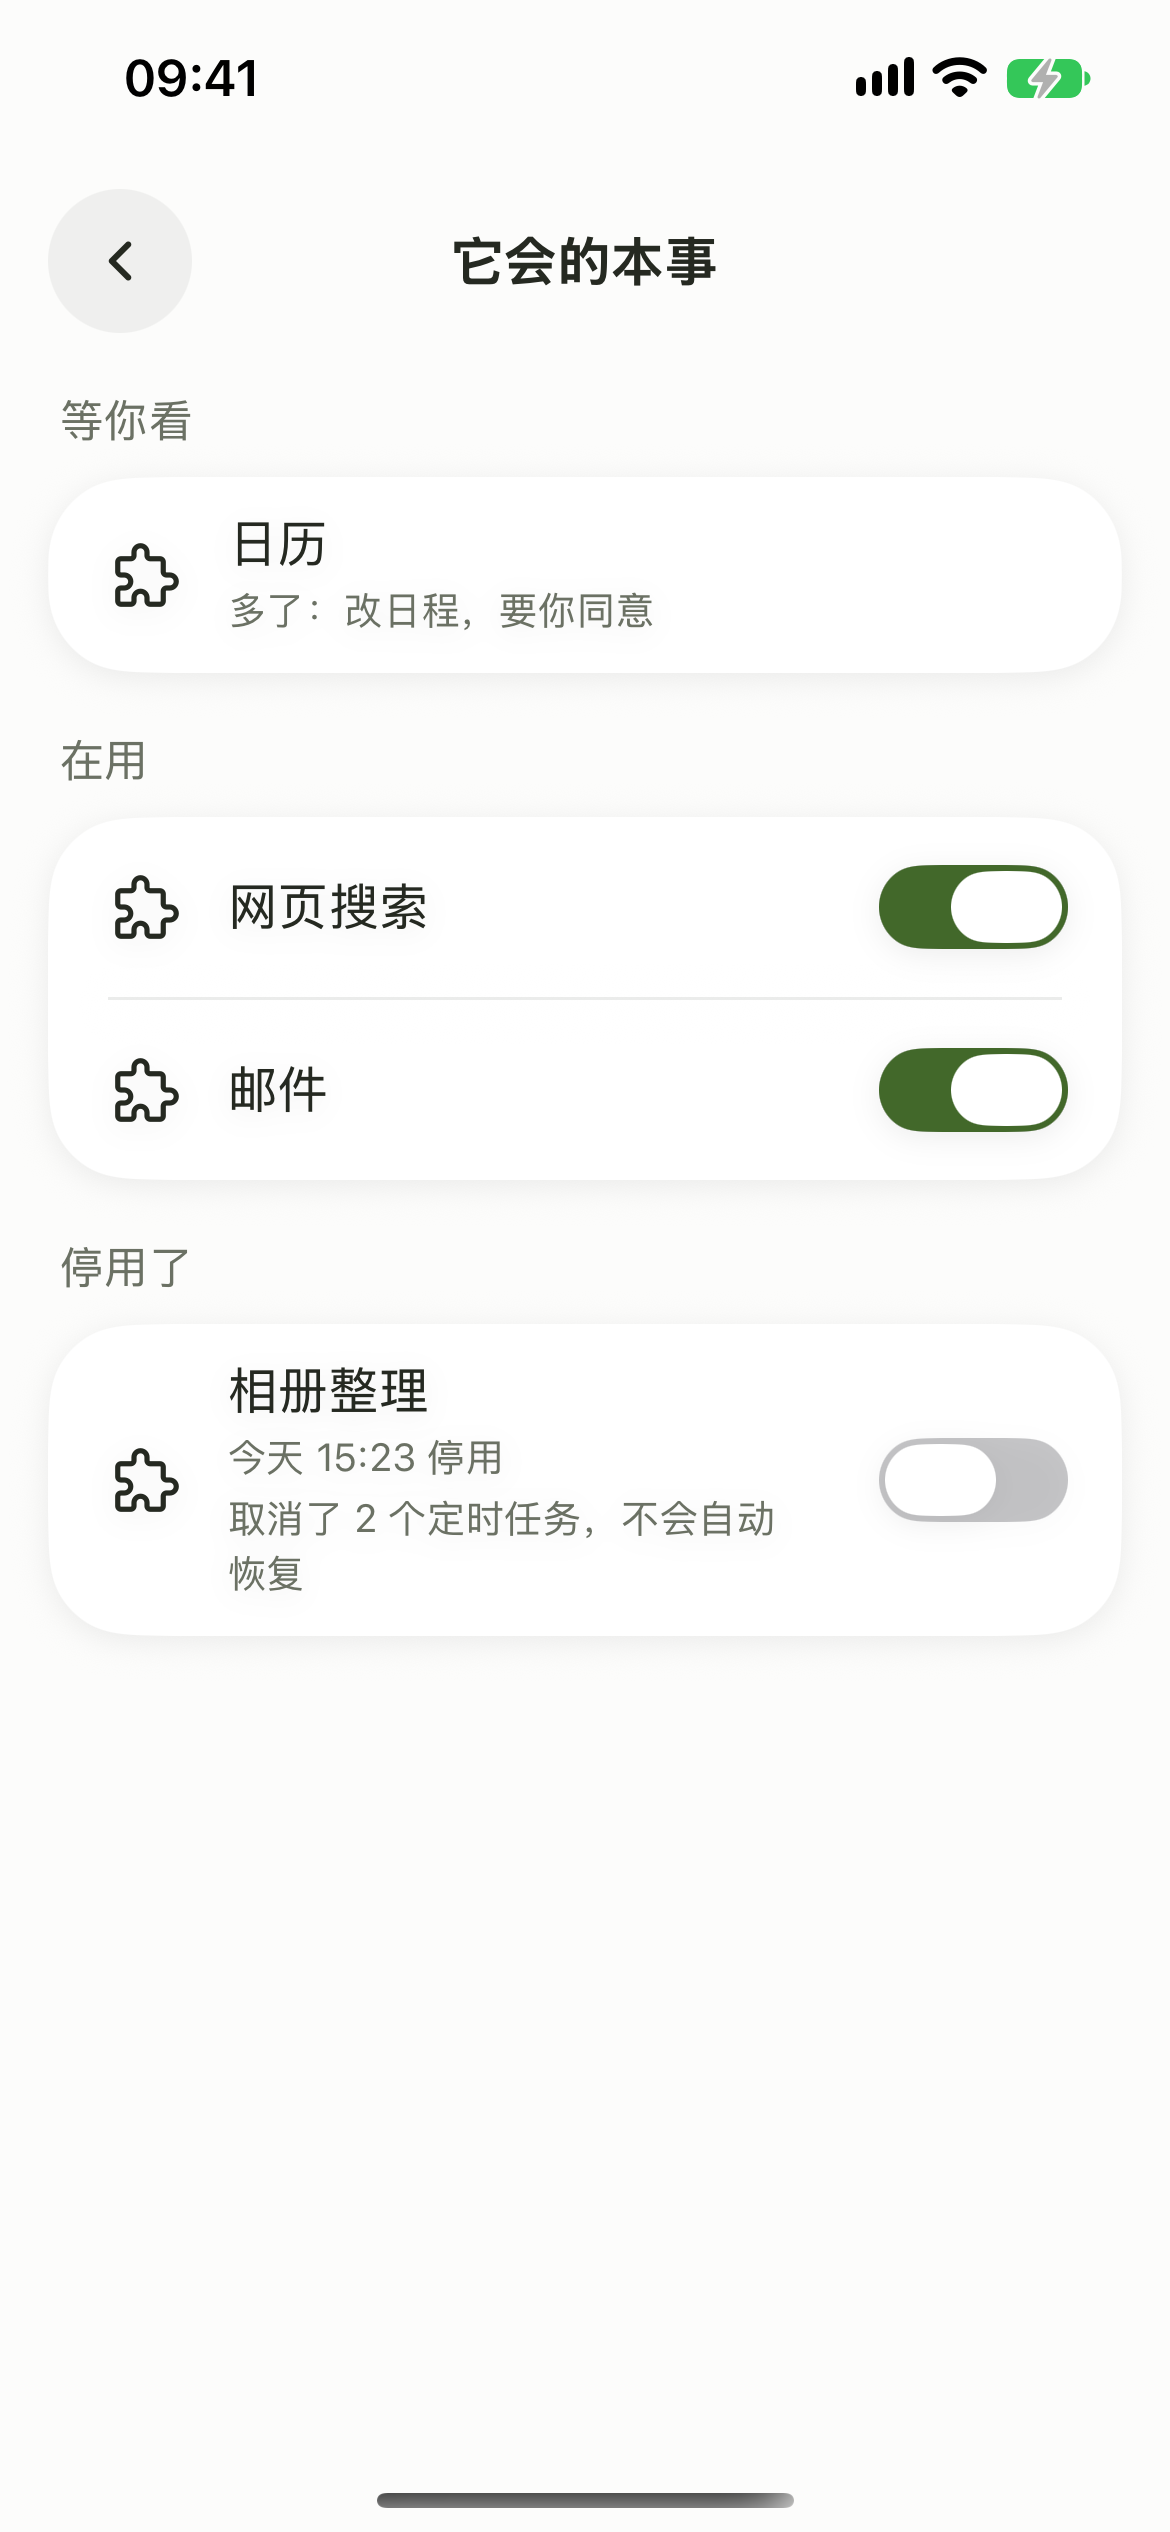 09:41
它会的本事
等你看
日历
多了：改日程，要你同意
在用
网页搜索
邮件
停用了
相册整理
今天 15:23 停用
取消了 2 个定时任务，不会自动
恢复